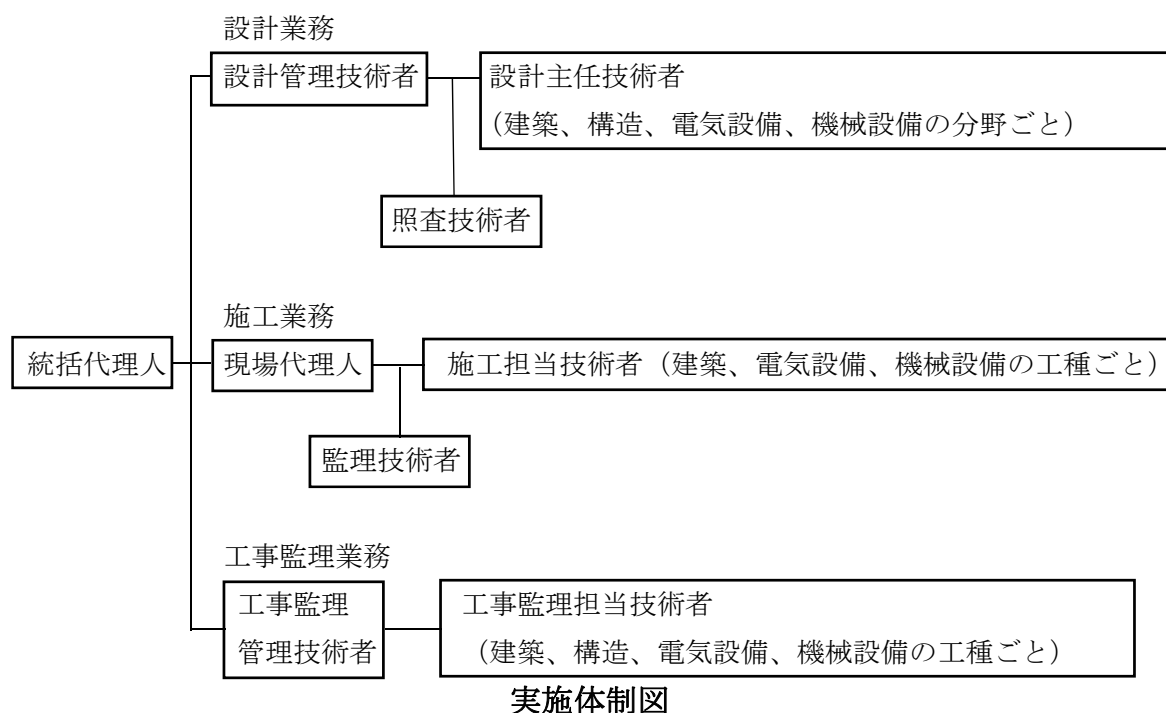 設計業務
設計管理技術者
設計主任技術者
（建築、構造、電気設備、機械設備の分野ごと）
照査技術者
施工業務
統括代理人
現場代理人
施工担当技術者（建築、電気設備、機械設備の工種ごと）
監理技術者
工事監理業務
工事監理
管理技術者
工事監理担当技術者
（建築、構造、電気設備、機械設備の工種ごと）
実施体制図